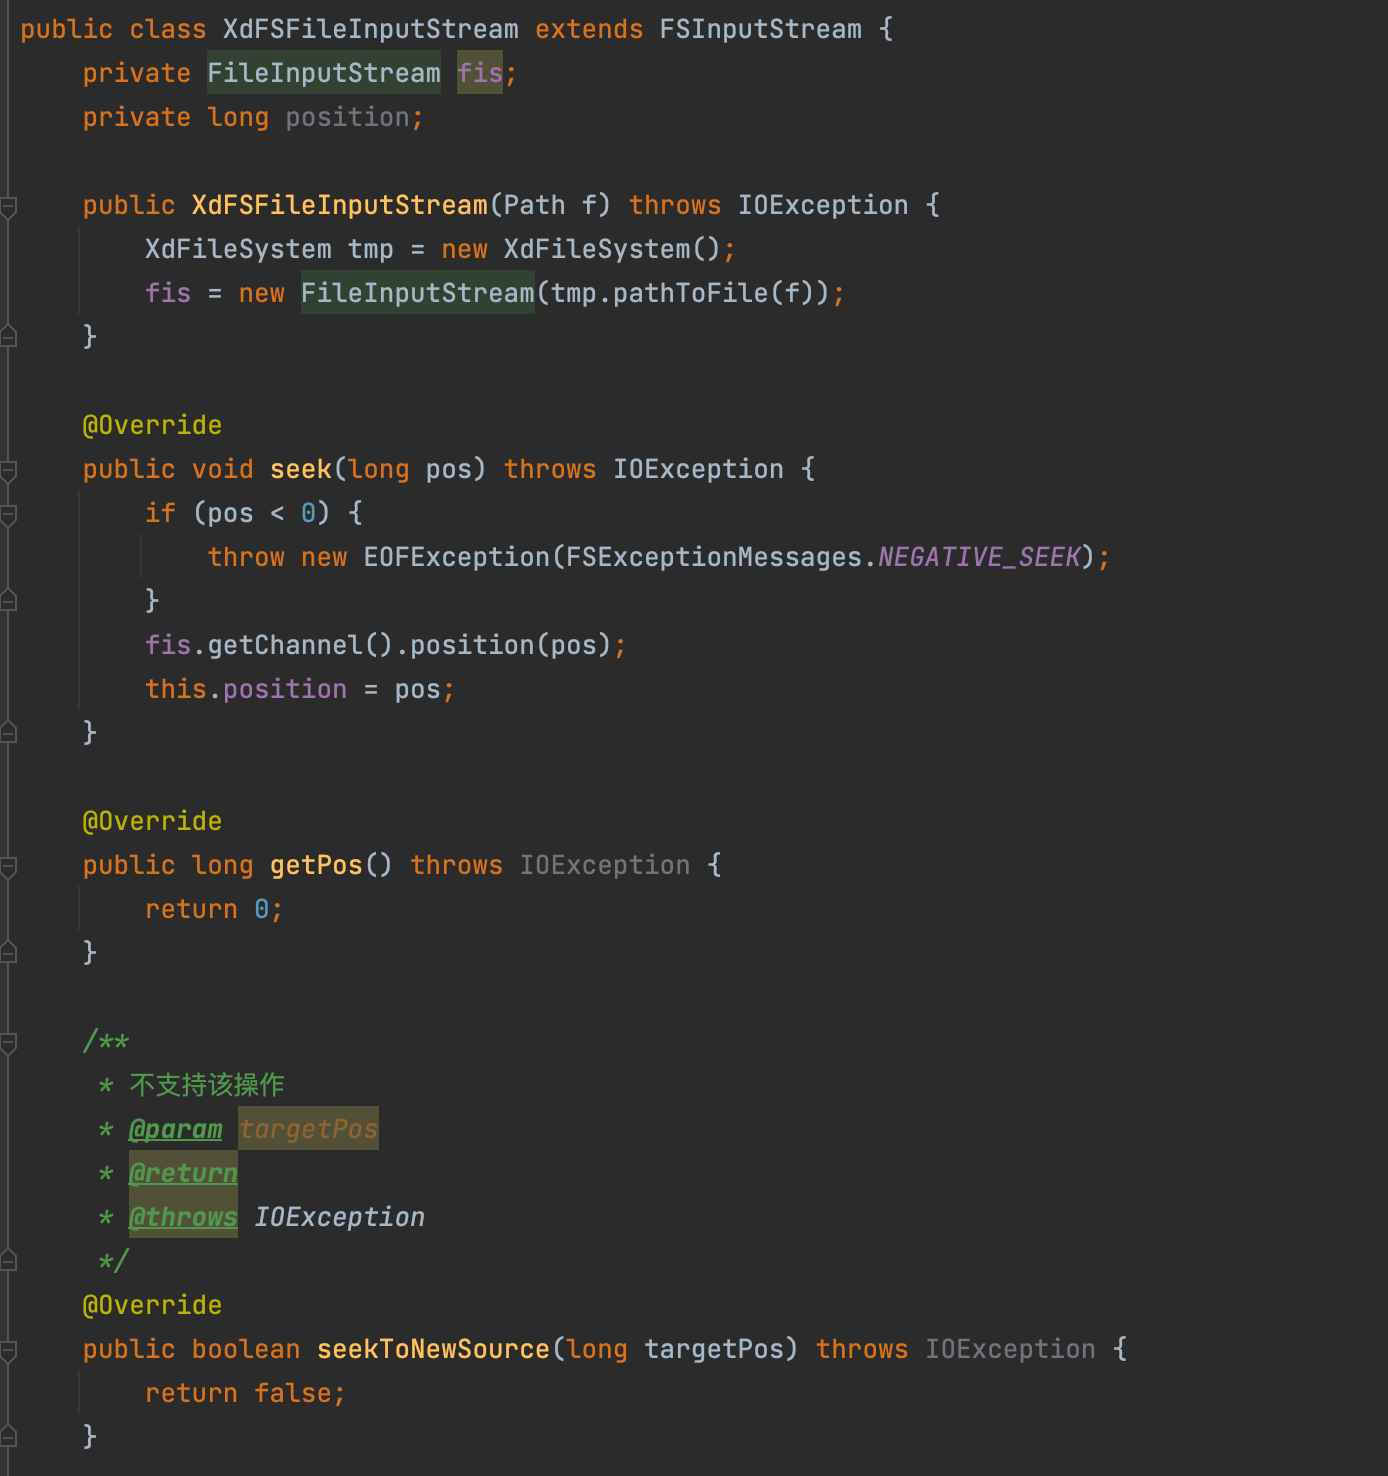 public class XdFSFileInputStream extends FSInputStream {
    private FileInputStream fis;
    private long position;

    public XdFSFileInputStream(Path f) throws IOException {
        XdFileSystem tmp = new XdFileSystem();
        fis = new FileInputStream(tmp.pathToFile(f));
    }

    @Override
    public void seek(long pos) throws IOException {
        if (pos < 0) {
            throw new EOFException(FSExceptionMessages.NEGATIVE_SEEK);
        }
        fis.getChannel().position(pos);
        this.position = pos;
    }

    @Override
    public long getPos() throws IOException {
        return 0;
    }

    /**
     * 不支持该操作
     * @param targetPos
     * @return
     * @throws IOException
     */
    @Override
    public boolean seekToNewSource(long targetPos) throws IOException {
        return false;
    }